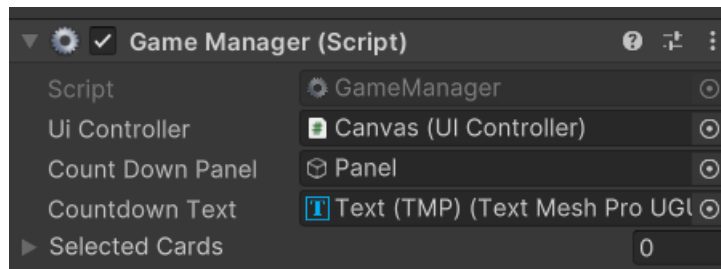 Game Manager (Script)
Script GameManager
Ui Controller Canvas (UI Controller)
Count Down Panel Panel
Countdown Text Text (TMP) (Text Mesh Pro UGU
Selected Cards 0